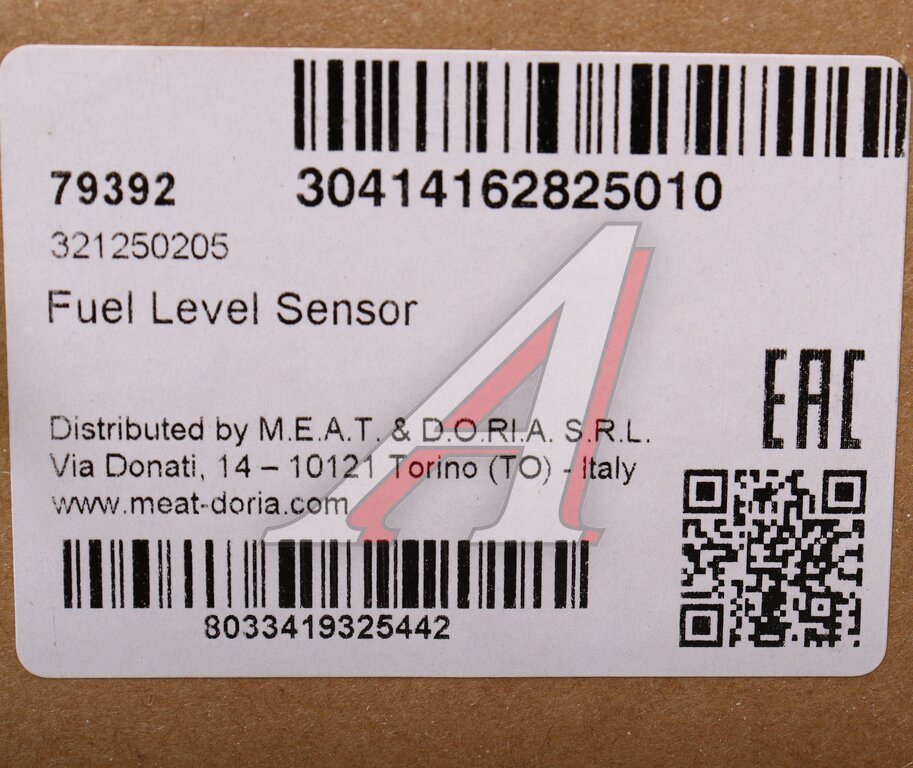 79392
30414162825010
321250205
Fuel Level Sensor
EAC
Distributed by M.E.A.T. & D.O.RI.A. S.R.L.
Via Donati, 14 – 10121 Torino (TO) - Italy
www.meat-doria.com
8033419325442